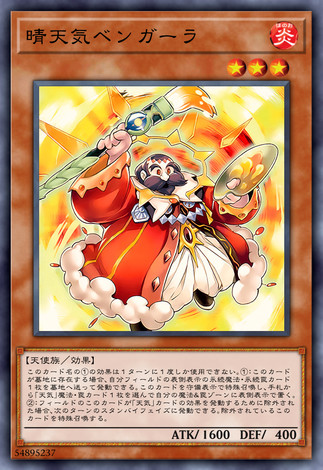 晴天気ベンガーラ
ほのお
炎
【天使族／効果】
このカード名の①の効果は１ターンに１度しか使用できない。①：このカード
が墓地に存在する場合、自分フィールドの表側表示の永続魔法・永続罠カード
１枚を墓地へ送って発動できる。このカードを守備表示で特殊召喚し、手札か
ら「天気」魔法・罠カード１枚を選んで自分の魔法＆罠ゾーンに表側表示で置く。
②：フィールドのこのカードが「天気」カードの効果を発動するために除外され
た場合、次のターンのスタンバイフェイズに発動できる。除外されているこの
カードを特殊召喚する。
ATK/ 1600 DEF/ 400
54895237